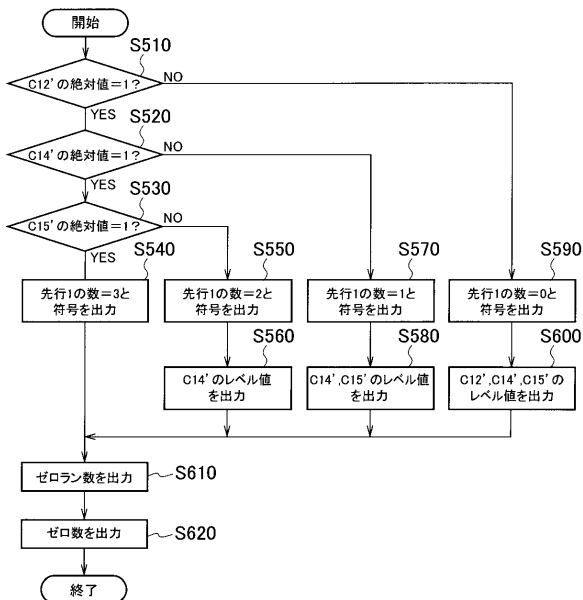 開始
S510
C12'の絶対値=1?
NO
YES
S520
C14'の絶対値=1?
NO
YES
S530
C15'の絶対値=1?
NO
YES
S540
S550
S570
S590
先行1の数=3と
符号を出力
先行1の数=2と
符号を出力
先行1の数=1と
符号を出力
先行1の数=0と
符号を出力
S560
S580
S600
C14'のレベル値
を出力
C14',C15'のレベル値
を出力
C12',C14',C15'の
レベル値を出力
ゼロラン数を出力
S610
ゼロ数を出力
S620
終了